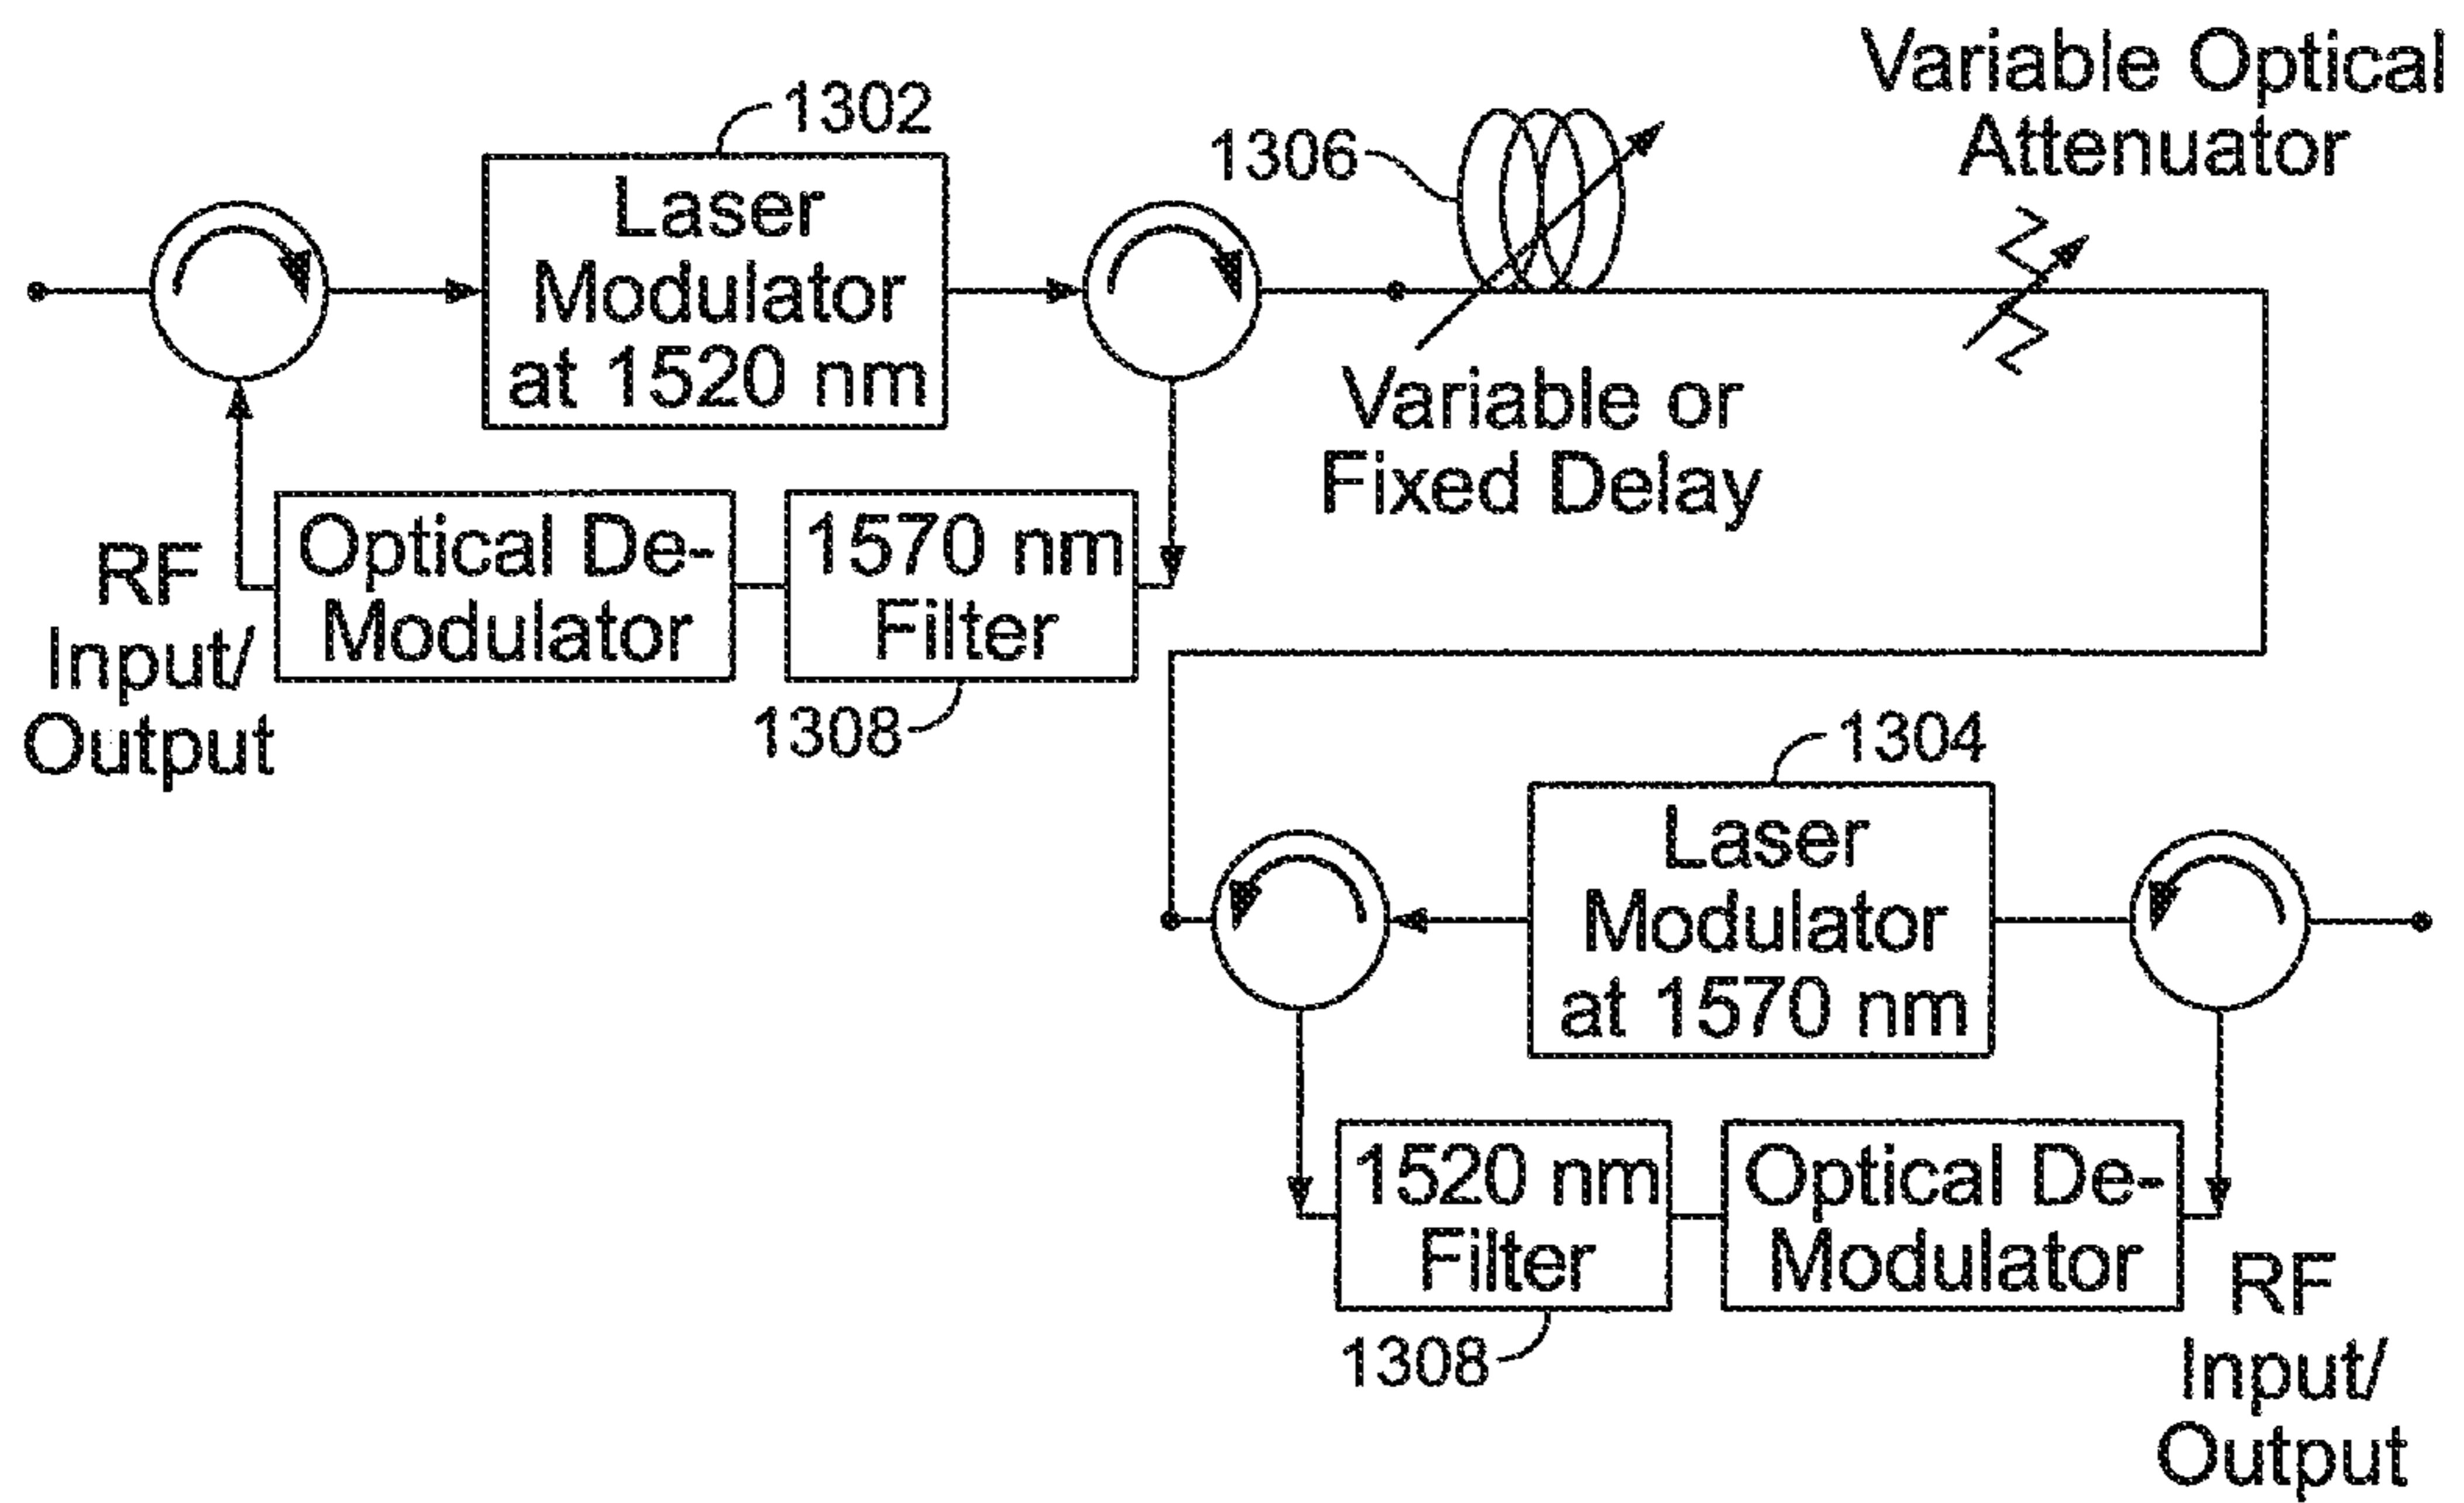 Variable Optical
Attenuator
1302
1306
Laser
Modulator
at 1520 nm
Variable or
Fixed Delay
RF
Input/
Output
Optical De-
Modulator
1570 nm
Filter
1308
1304
Laser
Modulator
at 1570 nm
1520 nm
Filter
Optical De-
Modulator
1308
RF
Input/
Output